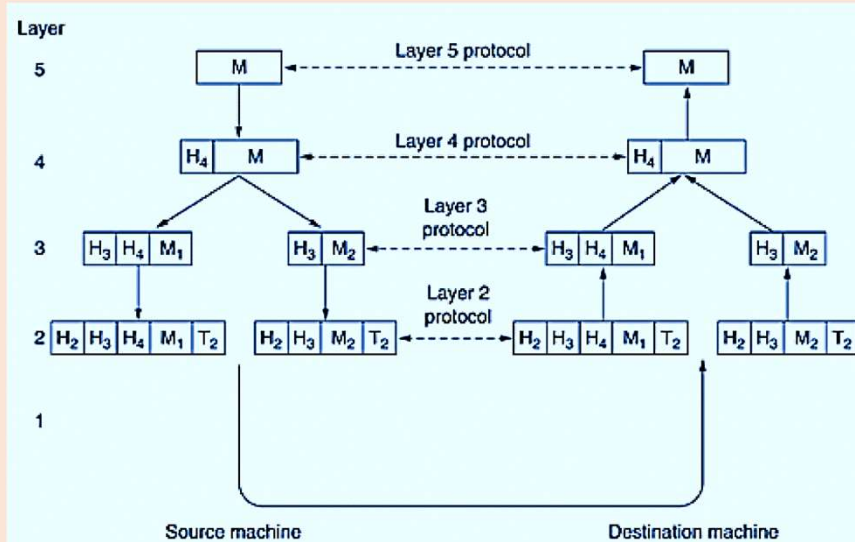 Layer
5 M Layer 5 protocol M
4 H₄ M Layer 4 protocol H₄ M
3 H₃ H₄ M₁ H₃ M₂ Layer 3 protocol H₃ H₄ M₁ H₃ M₂
Layer 2 protocol
2 H₂ H₃ H₄ M₁ T₂ H₂ H₃ M₂ T₂ H₂ H₃ H₄ M₁ T₂ H₂ H₃ M₂ T₂
1
Source machine Destination machine